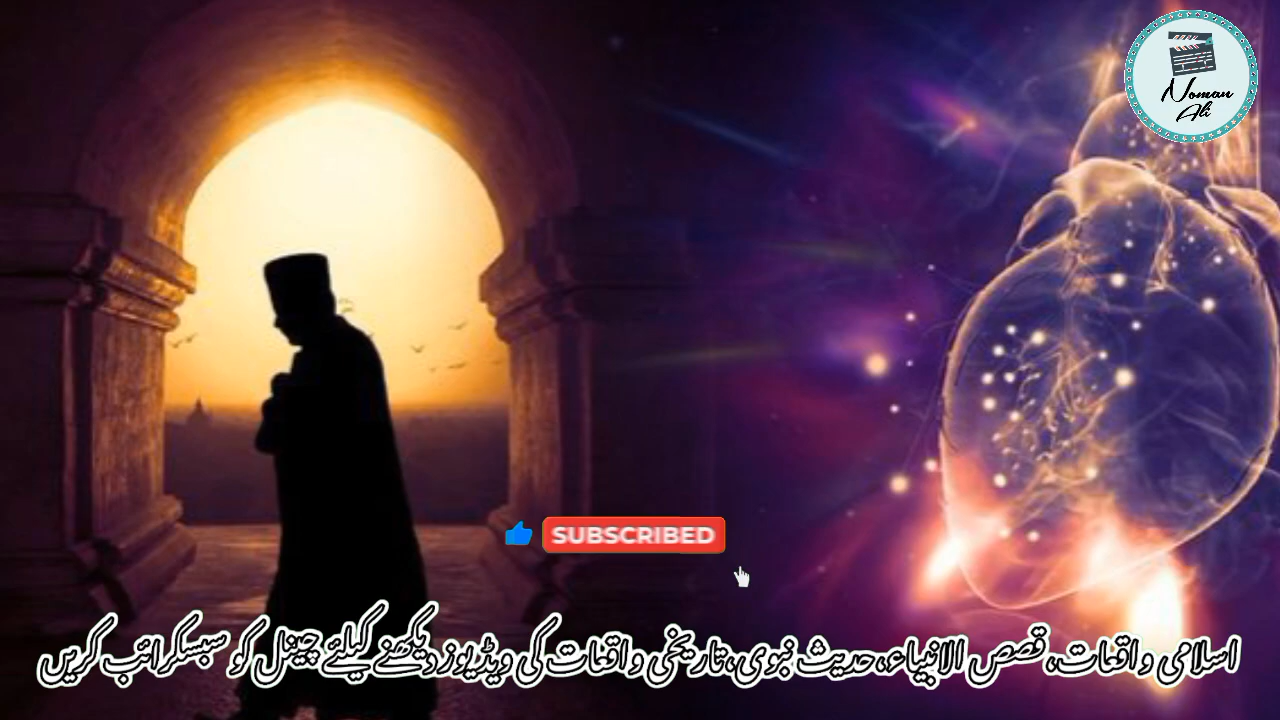 Noman
Ali
SUBSCRIBED
اسلامی واقعات، قصص الانبیاء، حدیث نبوی، تاریخی واقعات کی ویڈیوز دیکھنے کیلئے چینل کو سبسکرائب کریں